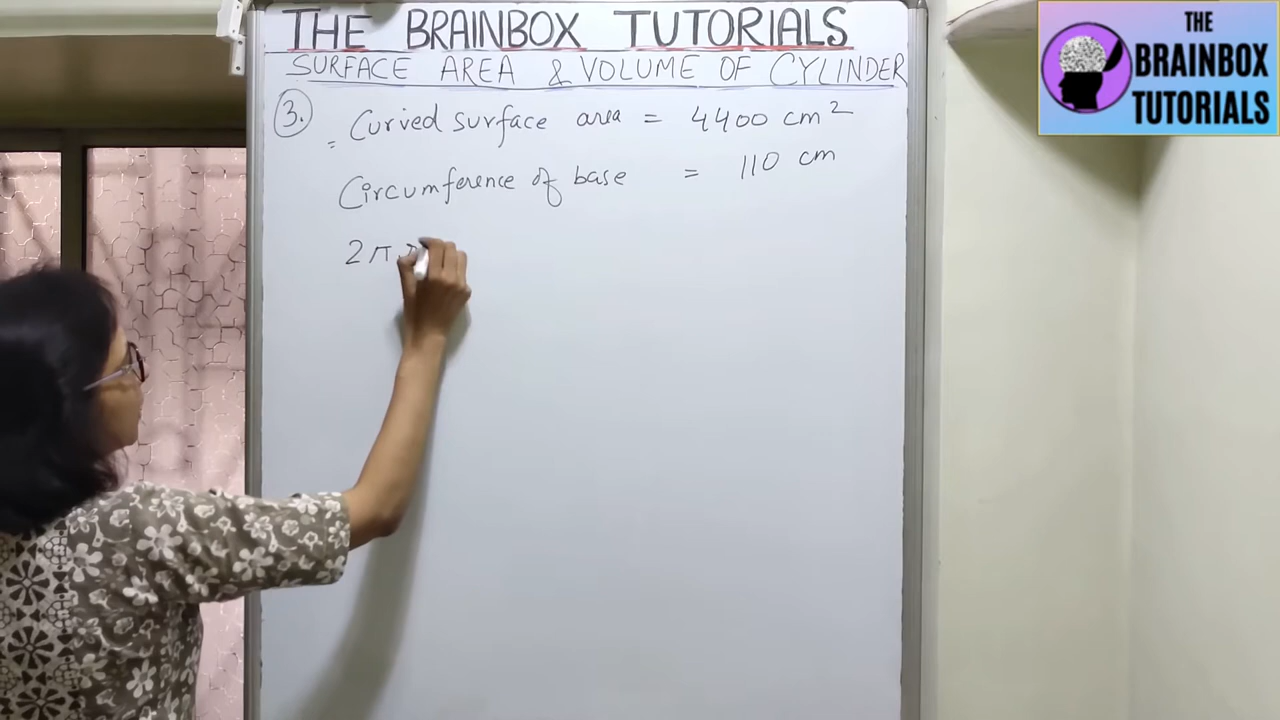 THE BRAINBOX TUTORIALS
SURFACE AREA & VOLUME OF CYLINDER
3. Curved surface area = 4400 cm²
Circumference of base = 110 cm
2π
THE
BRAINBOX
TUTORIALS